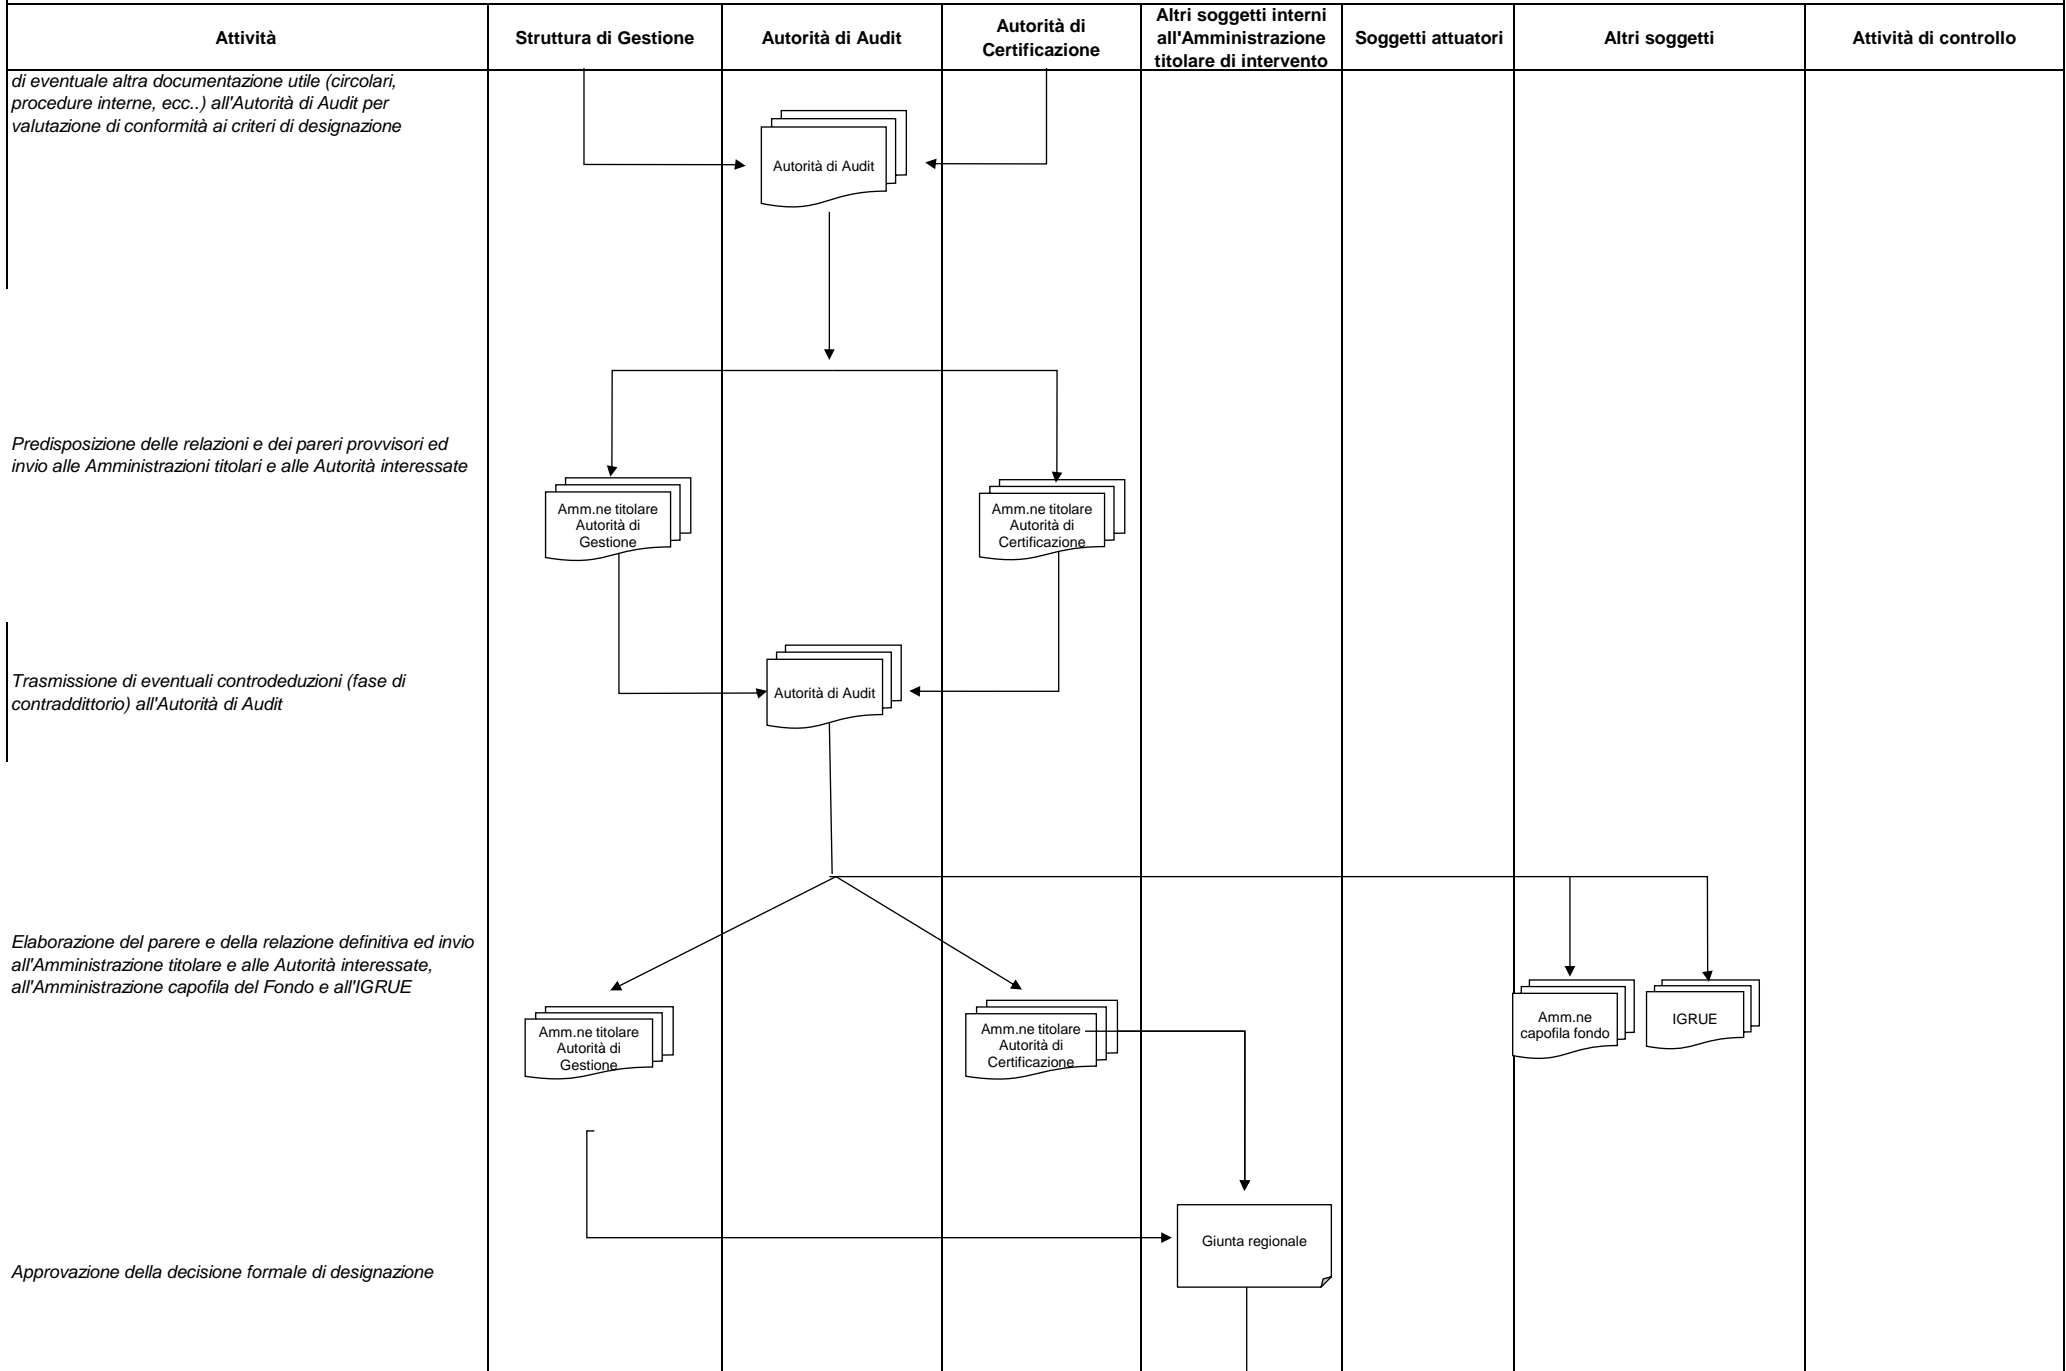 Attività
Struttura di Gestione
Autorità di Audit
Autorità di
Certificazione
Altri soggetti interni
all'Amministrazione
titolare di intervento
Soggetti attuatori
Altri soggetti
Attività di controllo
di eventuale altra documentazione utile (circolari,
procedure interne, ecc..) all'Autorità di Audit per
valutazione di conformità ai criteri di designazione
Autorità di Audit
Predisposizione delle relazioni e dei pareri provvisori ed
invio alle Amministrazioni titolari e alle Autorità interessate
Amm.ne titolare
Autorità di
Gestione
Amm.ne titolare
Autorità di
Certificazione
Trasmissione di eventuali controdeduzioni (fase di
contraddittorio) all'Autorità di Audit
Autorità di Audit
Elaborazione del parere e della relazione definitiva ed invio
all'Amministrazione titolare e alle Autorità interessate,
all'Amministrazione capofila del Fondo e all'IGRUE
Amm.ne titolare
Autorità di
Gestione
Amm.ne titolare
Autorità di
Certificazione
Amm.ne
capofila fondo
IGRUE
Giunta regionale
Approvazione della decisione formale di designazione